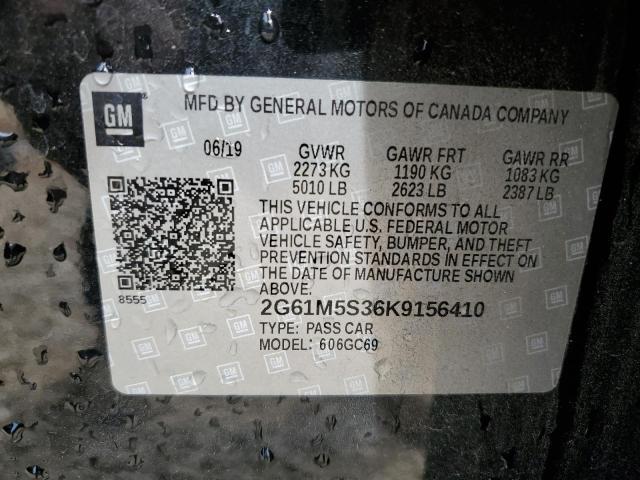 GM
MFD BY GENERAL MOTORS OF CANADA COMPANY
06/19 GVWR GAWR FRT GAWR RR
2273 KG 1190 KG 1083 KG
5010 LB 2623 LB 2387 LB
THIS VEHICLE CONFORMS TO ALL
APPLICABLE U.S. FEDERAL MOTOR
VEHICLE SAFETY, BUMPER, AND THEFT
PREVENTION STANDARDS IN EFFECT ON
THE DATE OF MANUFACTURE SHOWN
ABOVE.
8555
2G61M5S36K9156410
TYPE: PASS CAR
MODEL: 606GC69